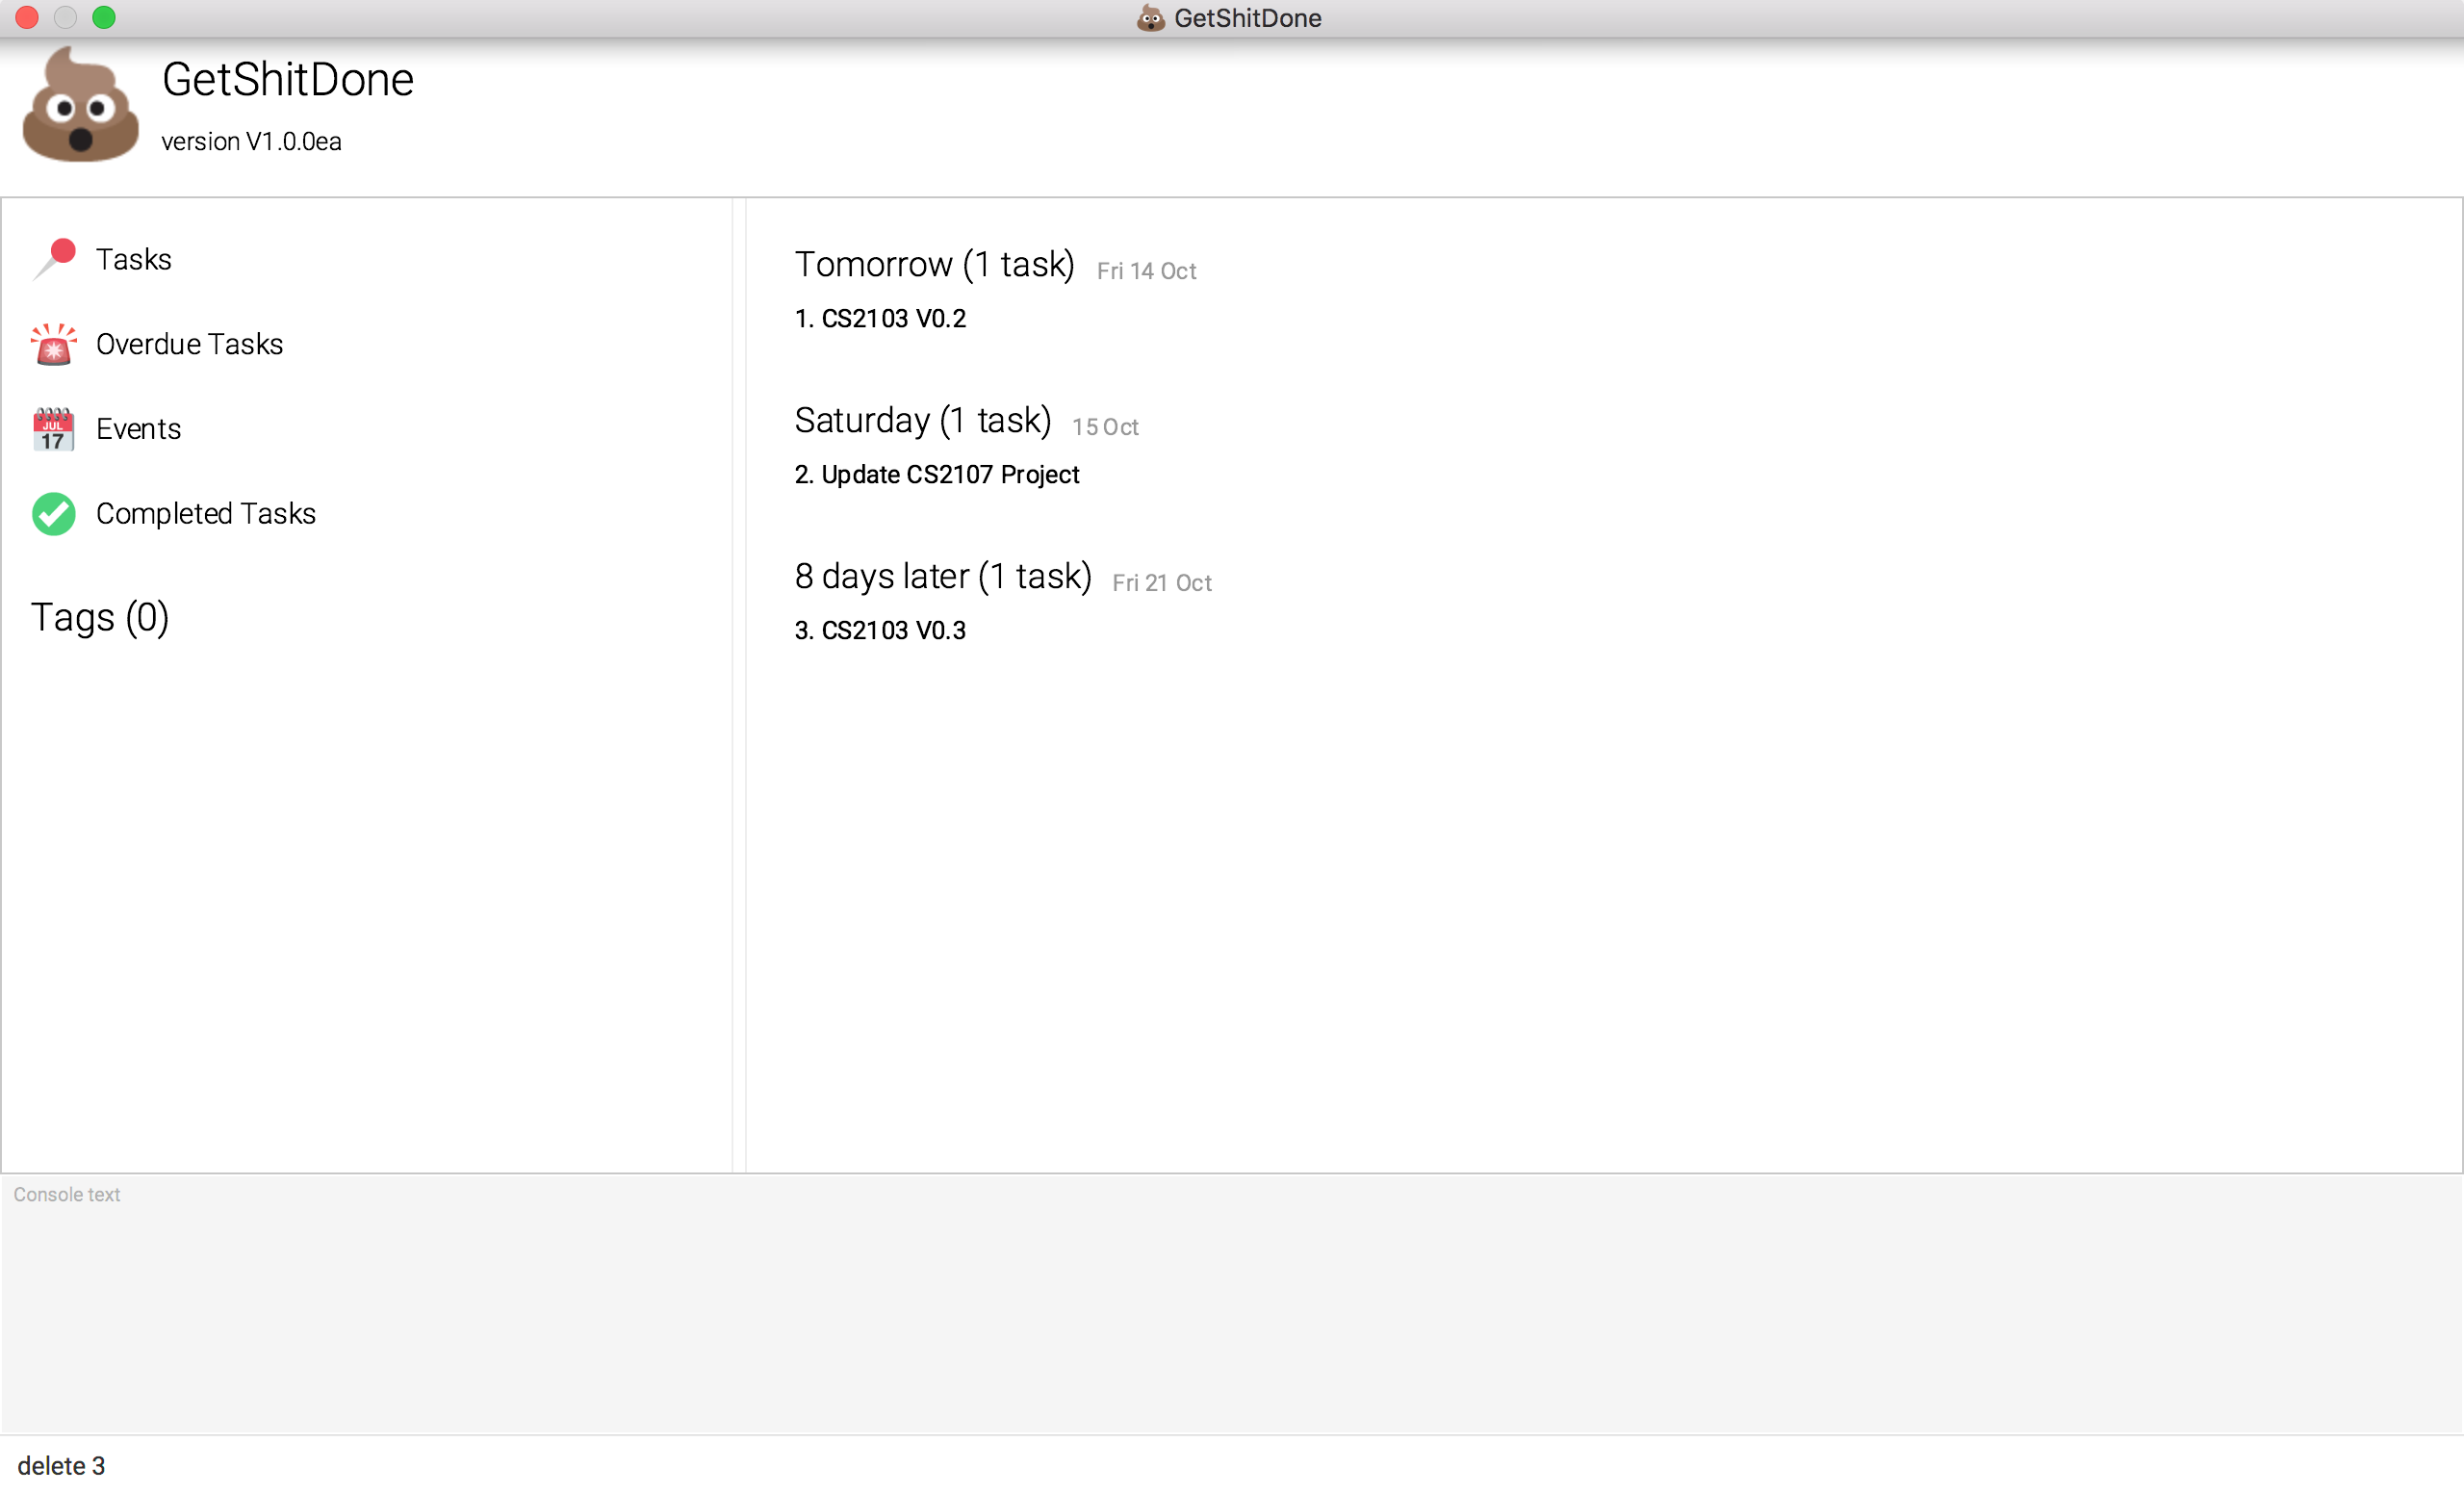 GetShitDone
GetShitDone
version V1.0.0ea
Tasks
Overdue Tasks
JUL
17
Events
Completed Tasks
Tags (0)
Tomorrow (1 task) Fri 14 Oct
1. CS2103 V0.2
Saturday (1 task) 15 Oct
2. Update CS2107 Project
8 days later (1 task) Fri 21 Oct
3. CS2103 V0.3
Console text
delete 3